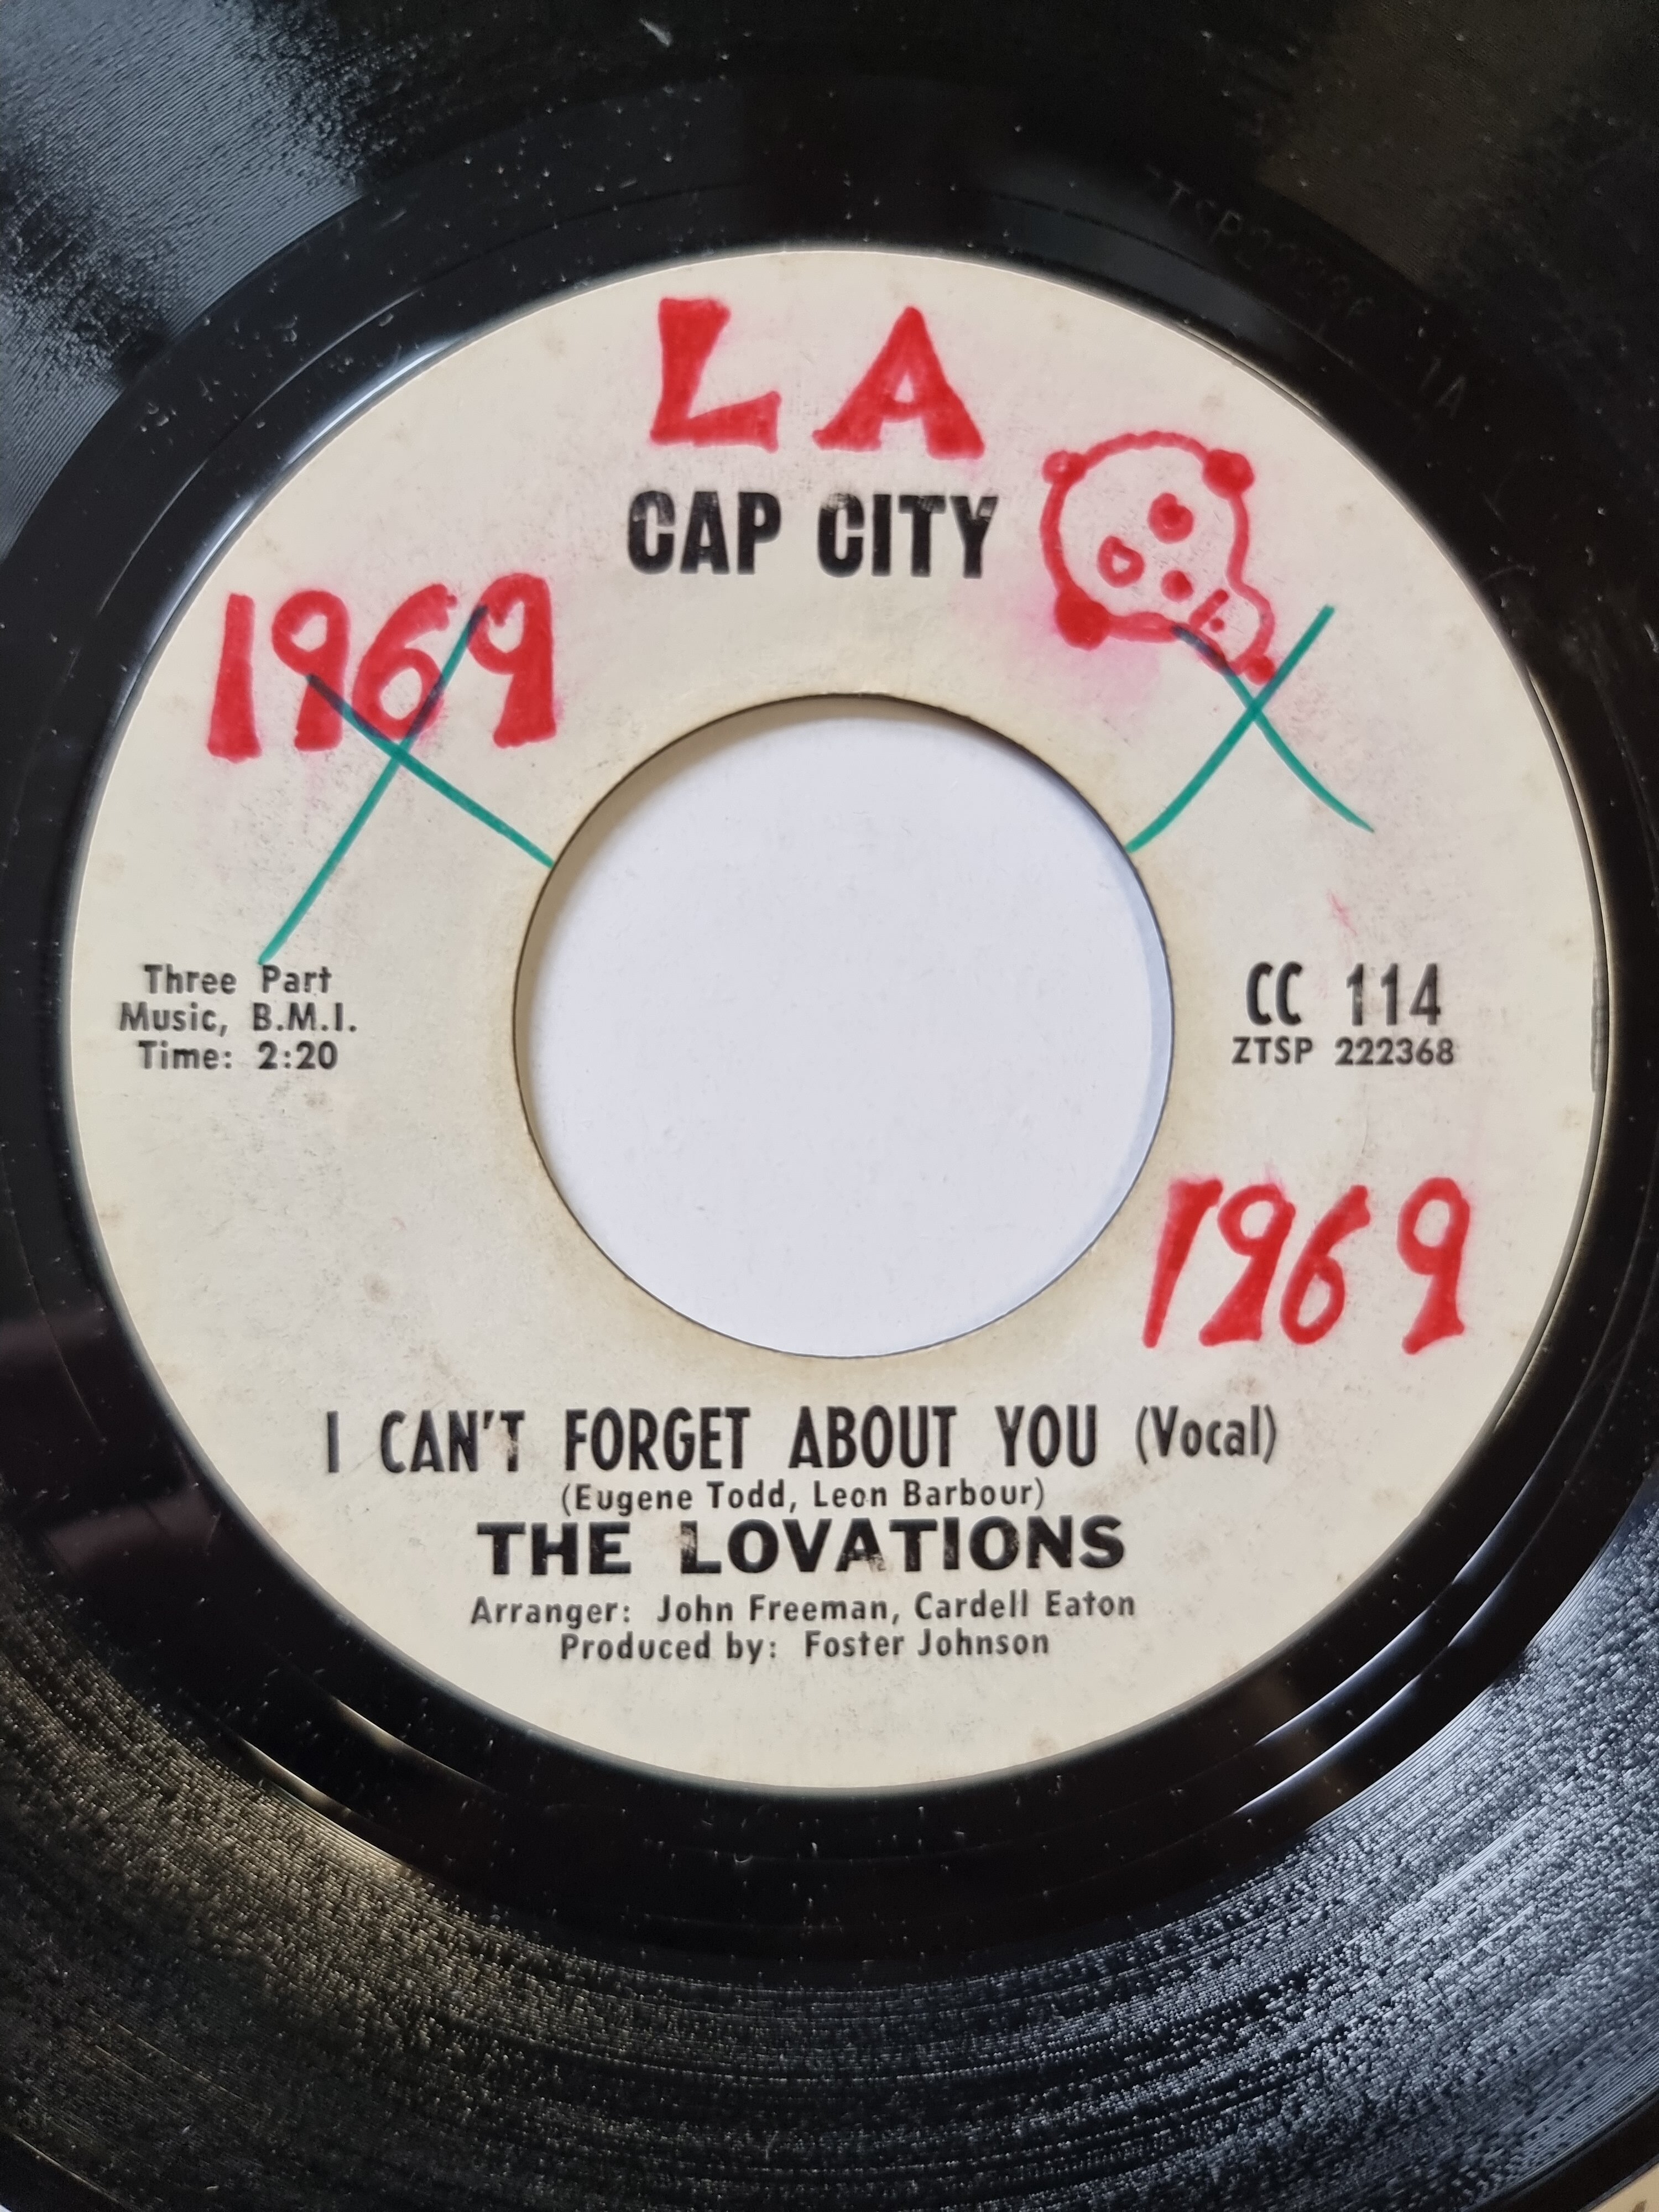 LA
CAP CITY
1969
Three Part
Music, B.M.I.
Time: 2:20
CC 114
ZTSP 222368
1969
I CAN'T FORGET ABOUT YOU (Vocal)
(Eugene Todd, Leon Barbour)
THE LOVATIONS
Arranger: John Freeman, Cardell Eaton
Produced by: Foster Johnson